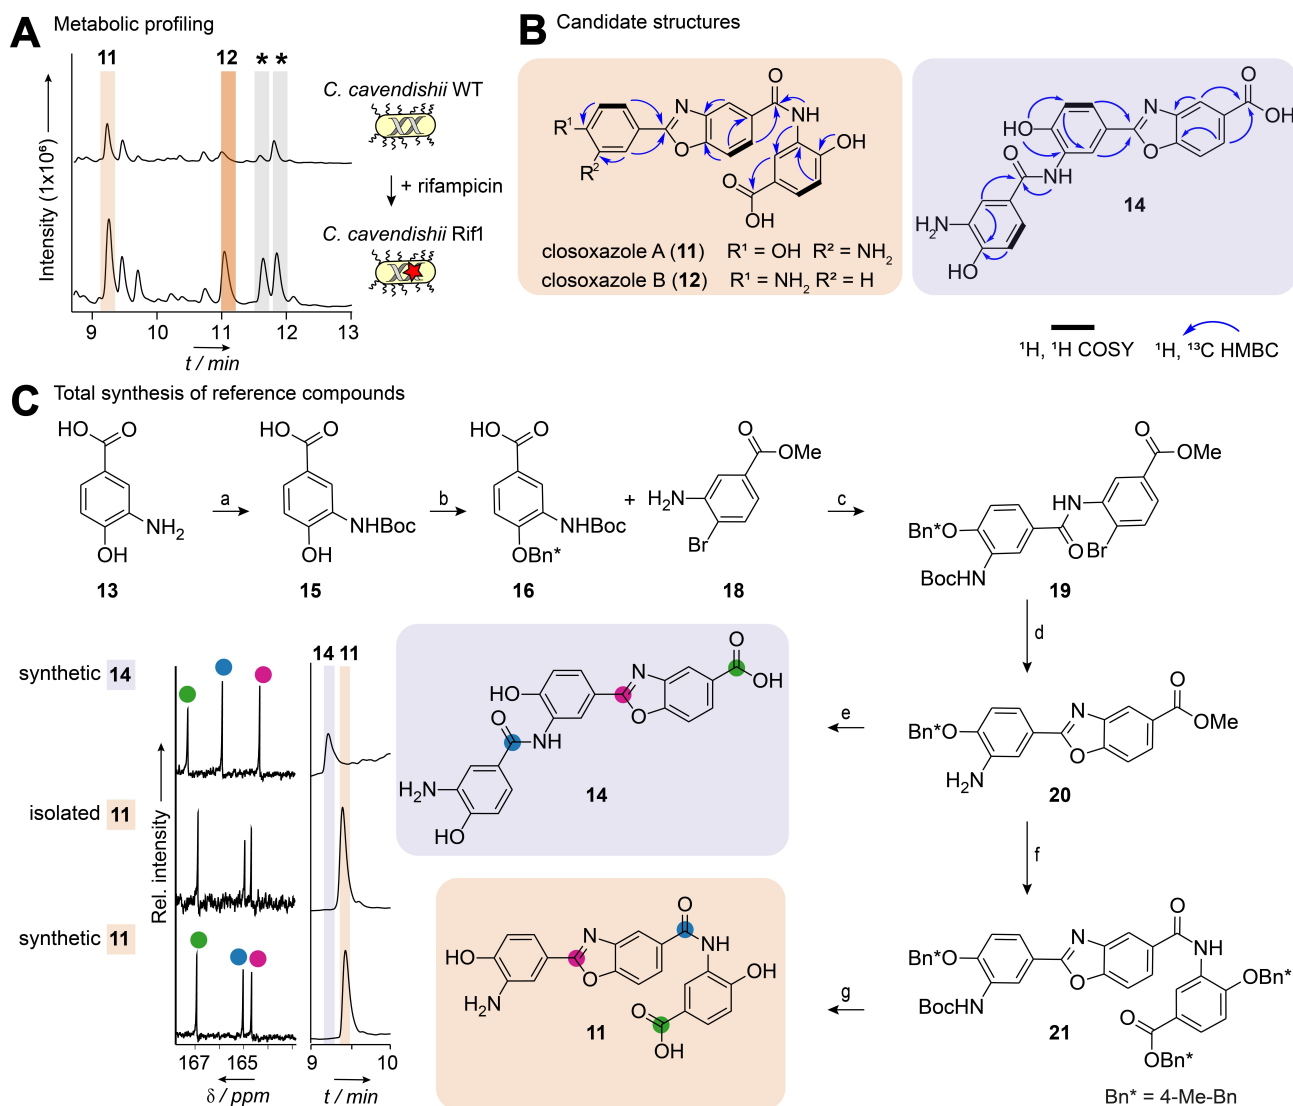 A Metabolic profiling
11 12 * *
Intensity (1x10⁶)
9 10 11 12 13
t / min
C. cavendishii WT
+ rifampicin
C. cavendishii Rif1
B Candidate structures
R¹
R²
N
O
O
NH
OH
O
OH
closoxazole A (11) R¹ = OH R² = NH₂
closoxazole B (12) R¹ = NH₂ R² = H
O
OH
N
O
HO
O
NH
H₂N
HO
14
¹H, ¹H COSY ¹H, ¹³C HMBC
C Total synthesis of reference compounds
HO O
NH₂
OH
13
a
HO O
NHBoc
OH
15
b
HO O
NHBoc
OBn*
16
+
O
OMe
H₂N
Br
18
c
O
OMe
NH
Bn*O
O
Br
BocHN
19
d
synthetic 14
isolated 11
synthetic 11
Rel. intensity
167 165
δ / ppm
14 11
9 10
t / min
O
OH
N
O
HO
O
NH
H₂N
HO
14
e
N
O
O
OMe
Bn*O
H₂N
20
f
O
NH
N
O
HO
H₂N
OH
O
OH
11
g
O
NH
N
O
Bn*O
BocHN
OBn*
O
OBn*
21
Bn* = 4-Me-Bn